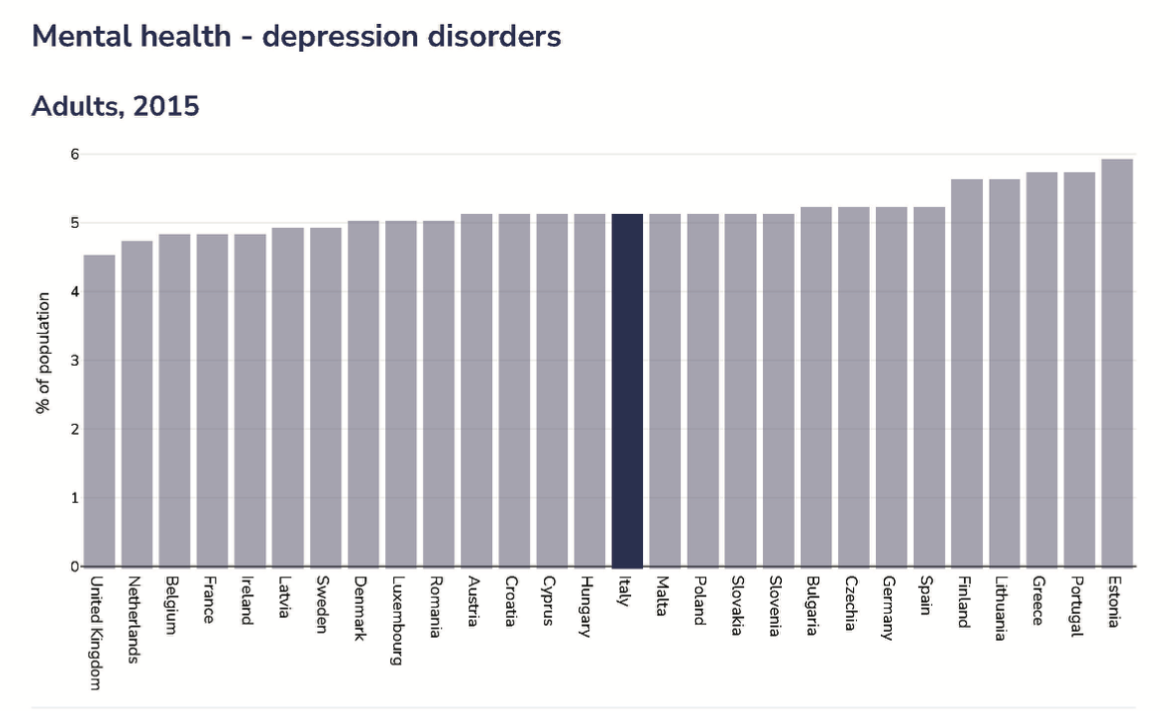 Mental health - depression disorders
Adults, 2015
% of population
6
5
4
3
2
1
0
United Kingdom
Netherlands
Belgium
France
Ireland
Latvia
Sweden
Denmark
Luxembourg
Romania
Austria
Croatia
Cyprus
Hungary
Italy
Malta
Poland
Slovakia
Slovenia
Bulgaria
Czechia
Germany
Spain
Finland
Lithuania
Greece
Portugal
Estonia